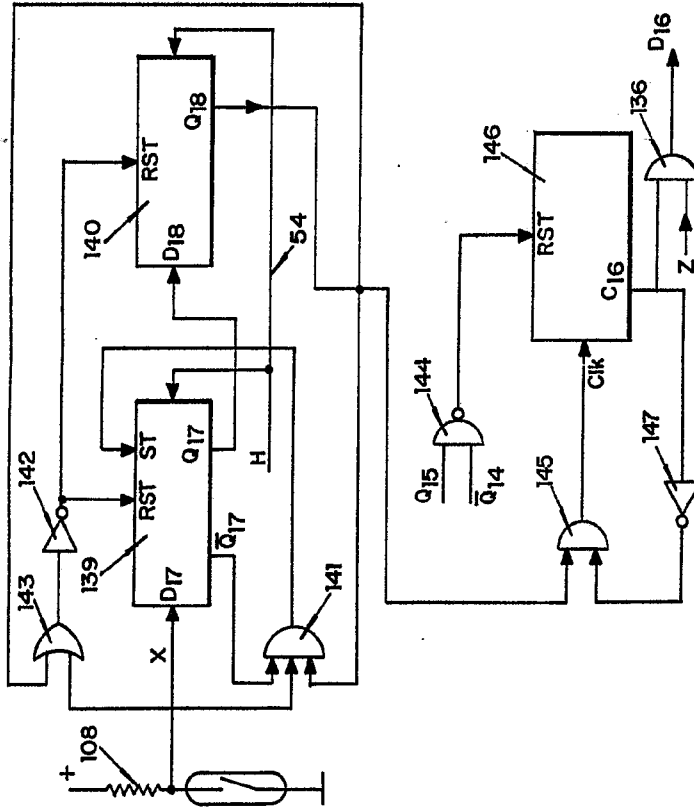 +
108
X
143
142
139
D17
RST
ST
Q17
Q̅17
141
H
54
140
D18
RST
Q18
Q15
Q̅14
144
145
147
Clk
RST
C16
146
136
Z
D16